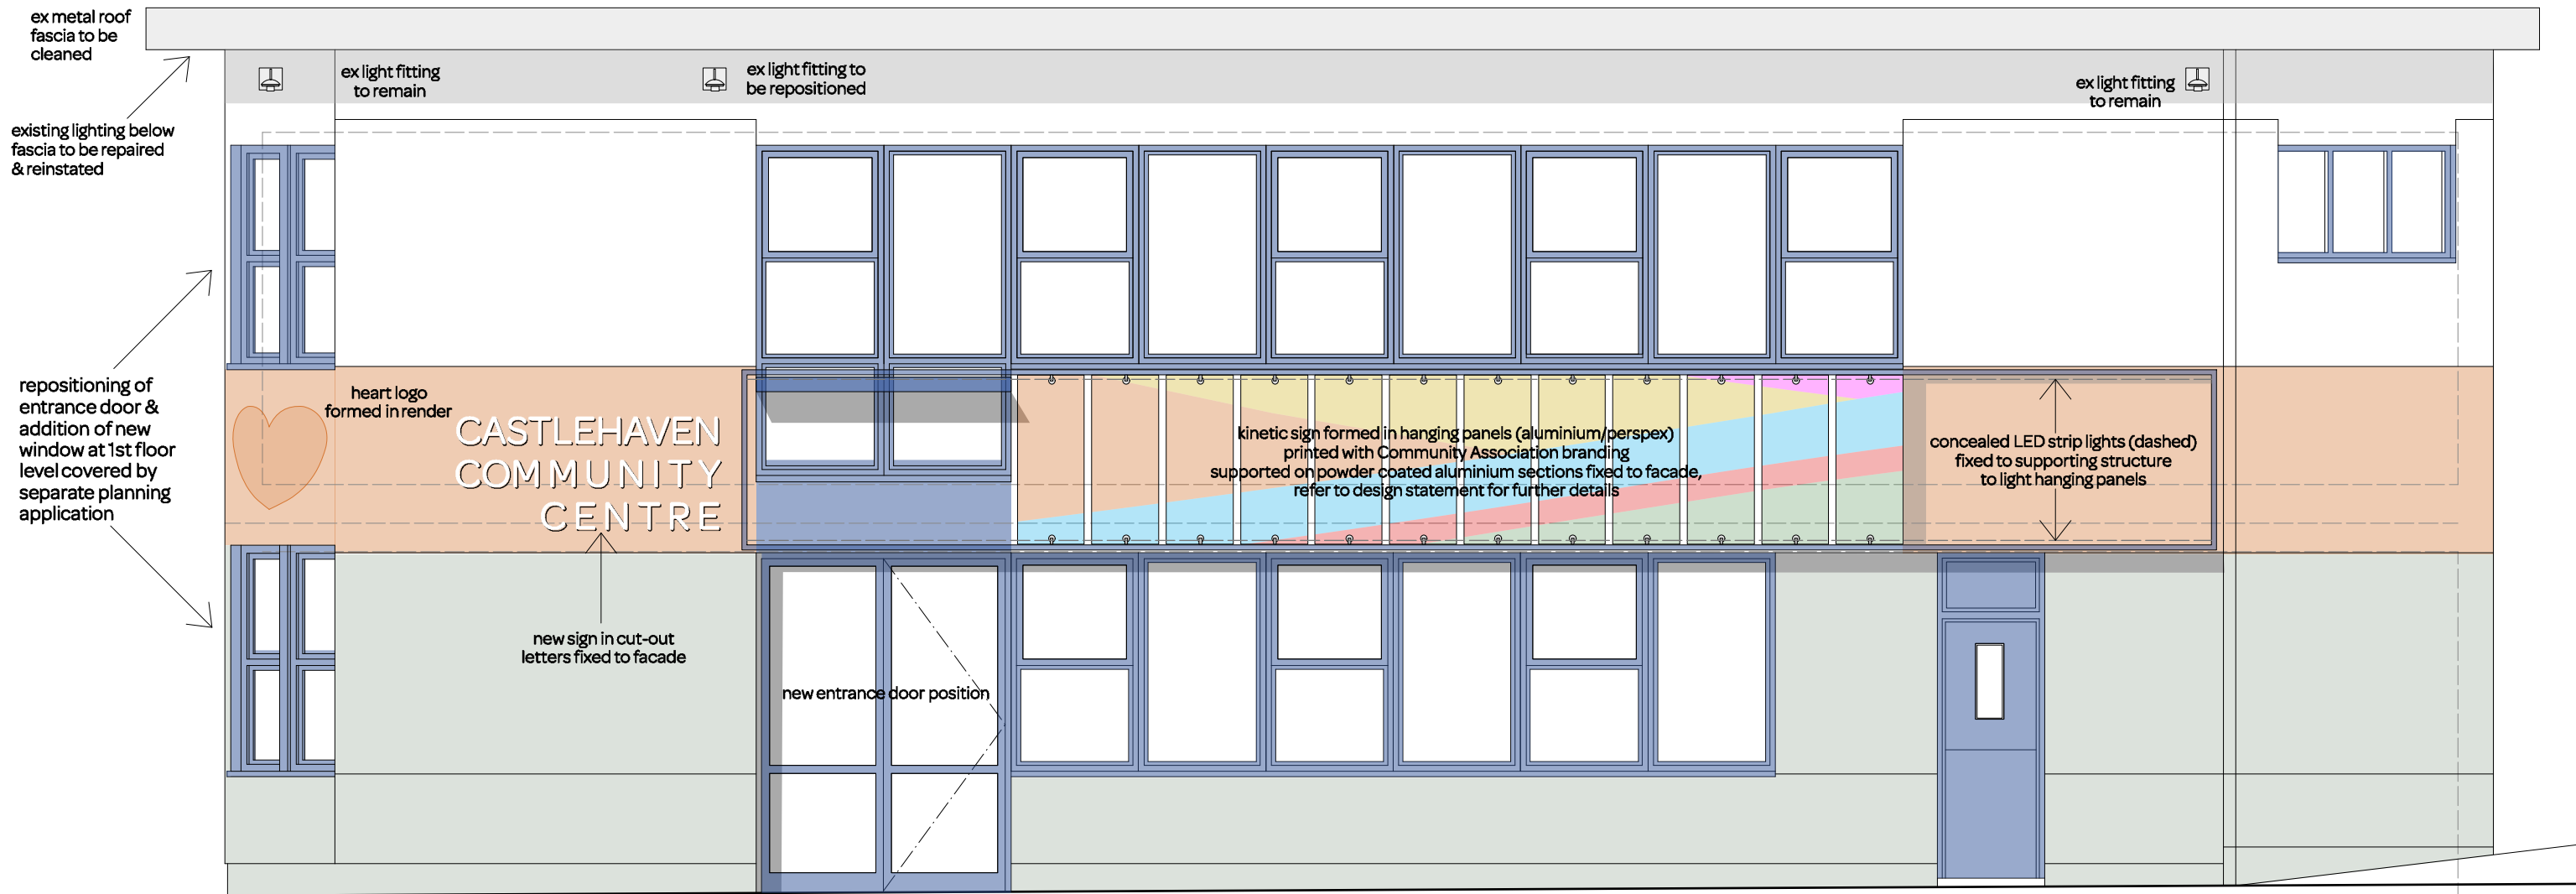 ex metal roof
fascia to be
cleaned
ex light fitting
to remain
ex light fitting to
be repositioned
ex light fitting
to remain
existing lighting below
fascia to be repaired
& reinstated
repositioning of
entrance door &
addition of new
window at 1st floor
level covered by
separate planning
application
heart logo
formed in render
CASTLEHAVEN
COMMUNITY
CENTRE
kinetic sign formed in hanging panels (aluminium/perspex)
printed with Community Association branding
supported on powder coated aluminium sections fixed to facade,
refer to design statement for further details
concealed LED strip lights (dashed)
fixed to supporting structure
to light hanging panels
new sign in cut-out
letters fixed to facade
new entrance door position